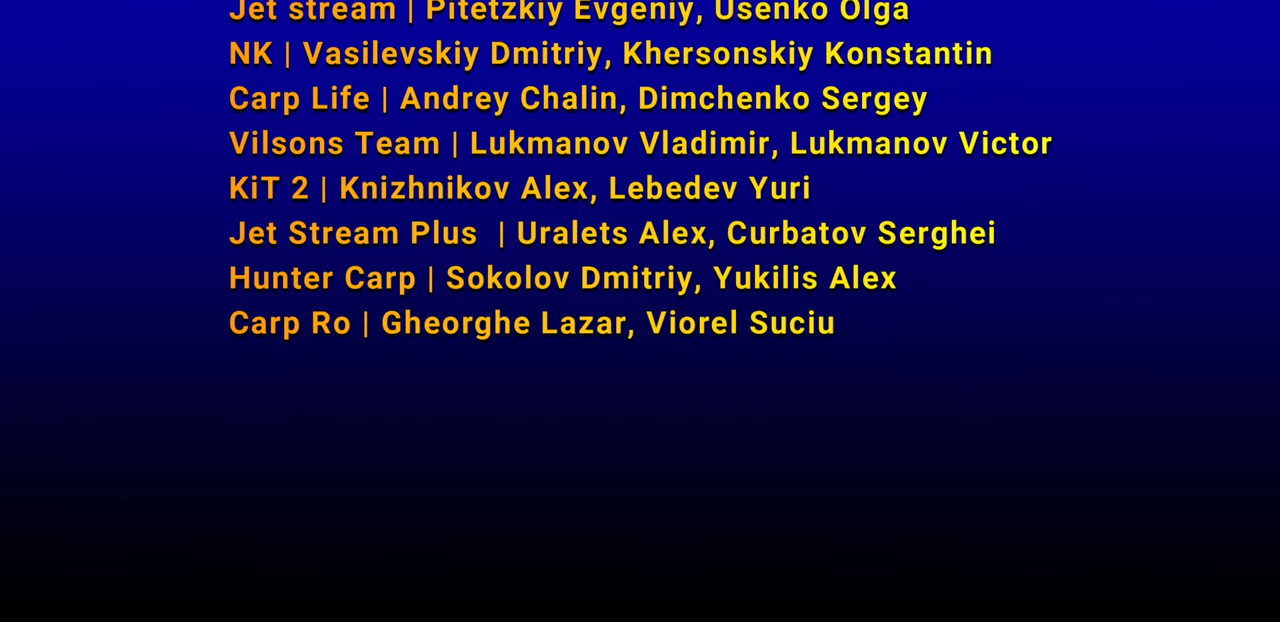 Jet stream | Pitetzkiy Evgeniy, Usenko Olga
NK | Vasilevskiy Dmitriy, Khersonskiy Konstantin
Carp Life | Andrey Chalin, Dimchenko Sergey
Vilsons Team | Lukmanov Vladimir, Lukmanov Victor
KiT 2 | Knizhnikov Alex, Lebedev Yuri
Jet Stream Plus  | Uralets Alex, Curbatov Serghei
Hunter Carp | Sokolov Dmitriy, Yukilis Alex
Carp Ro | Gheorghe Lazar, Viorel Suciu